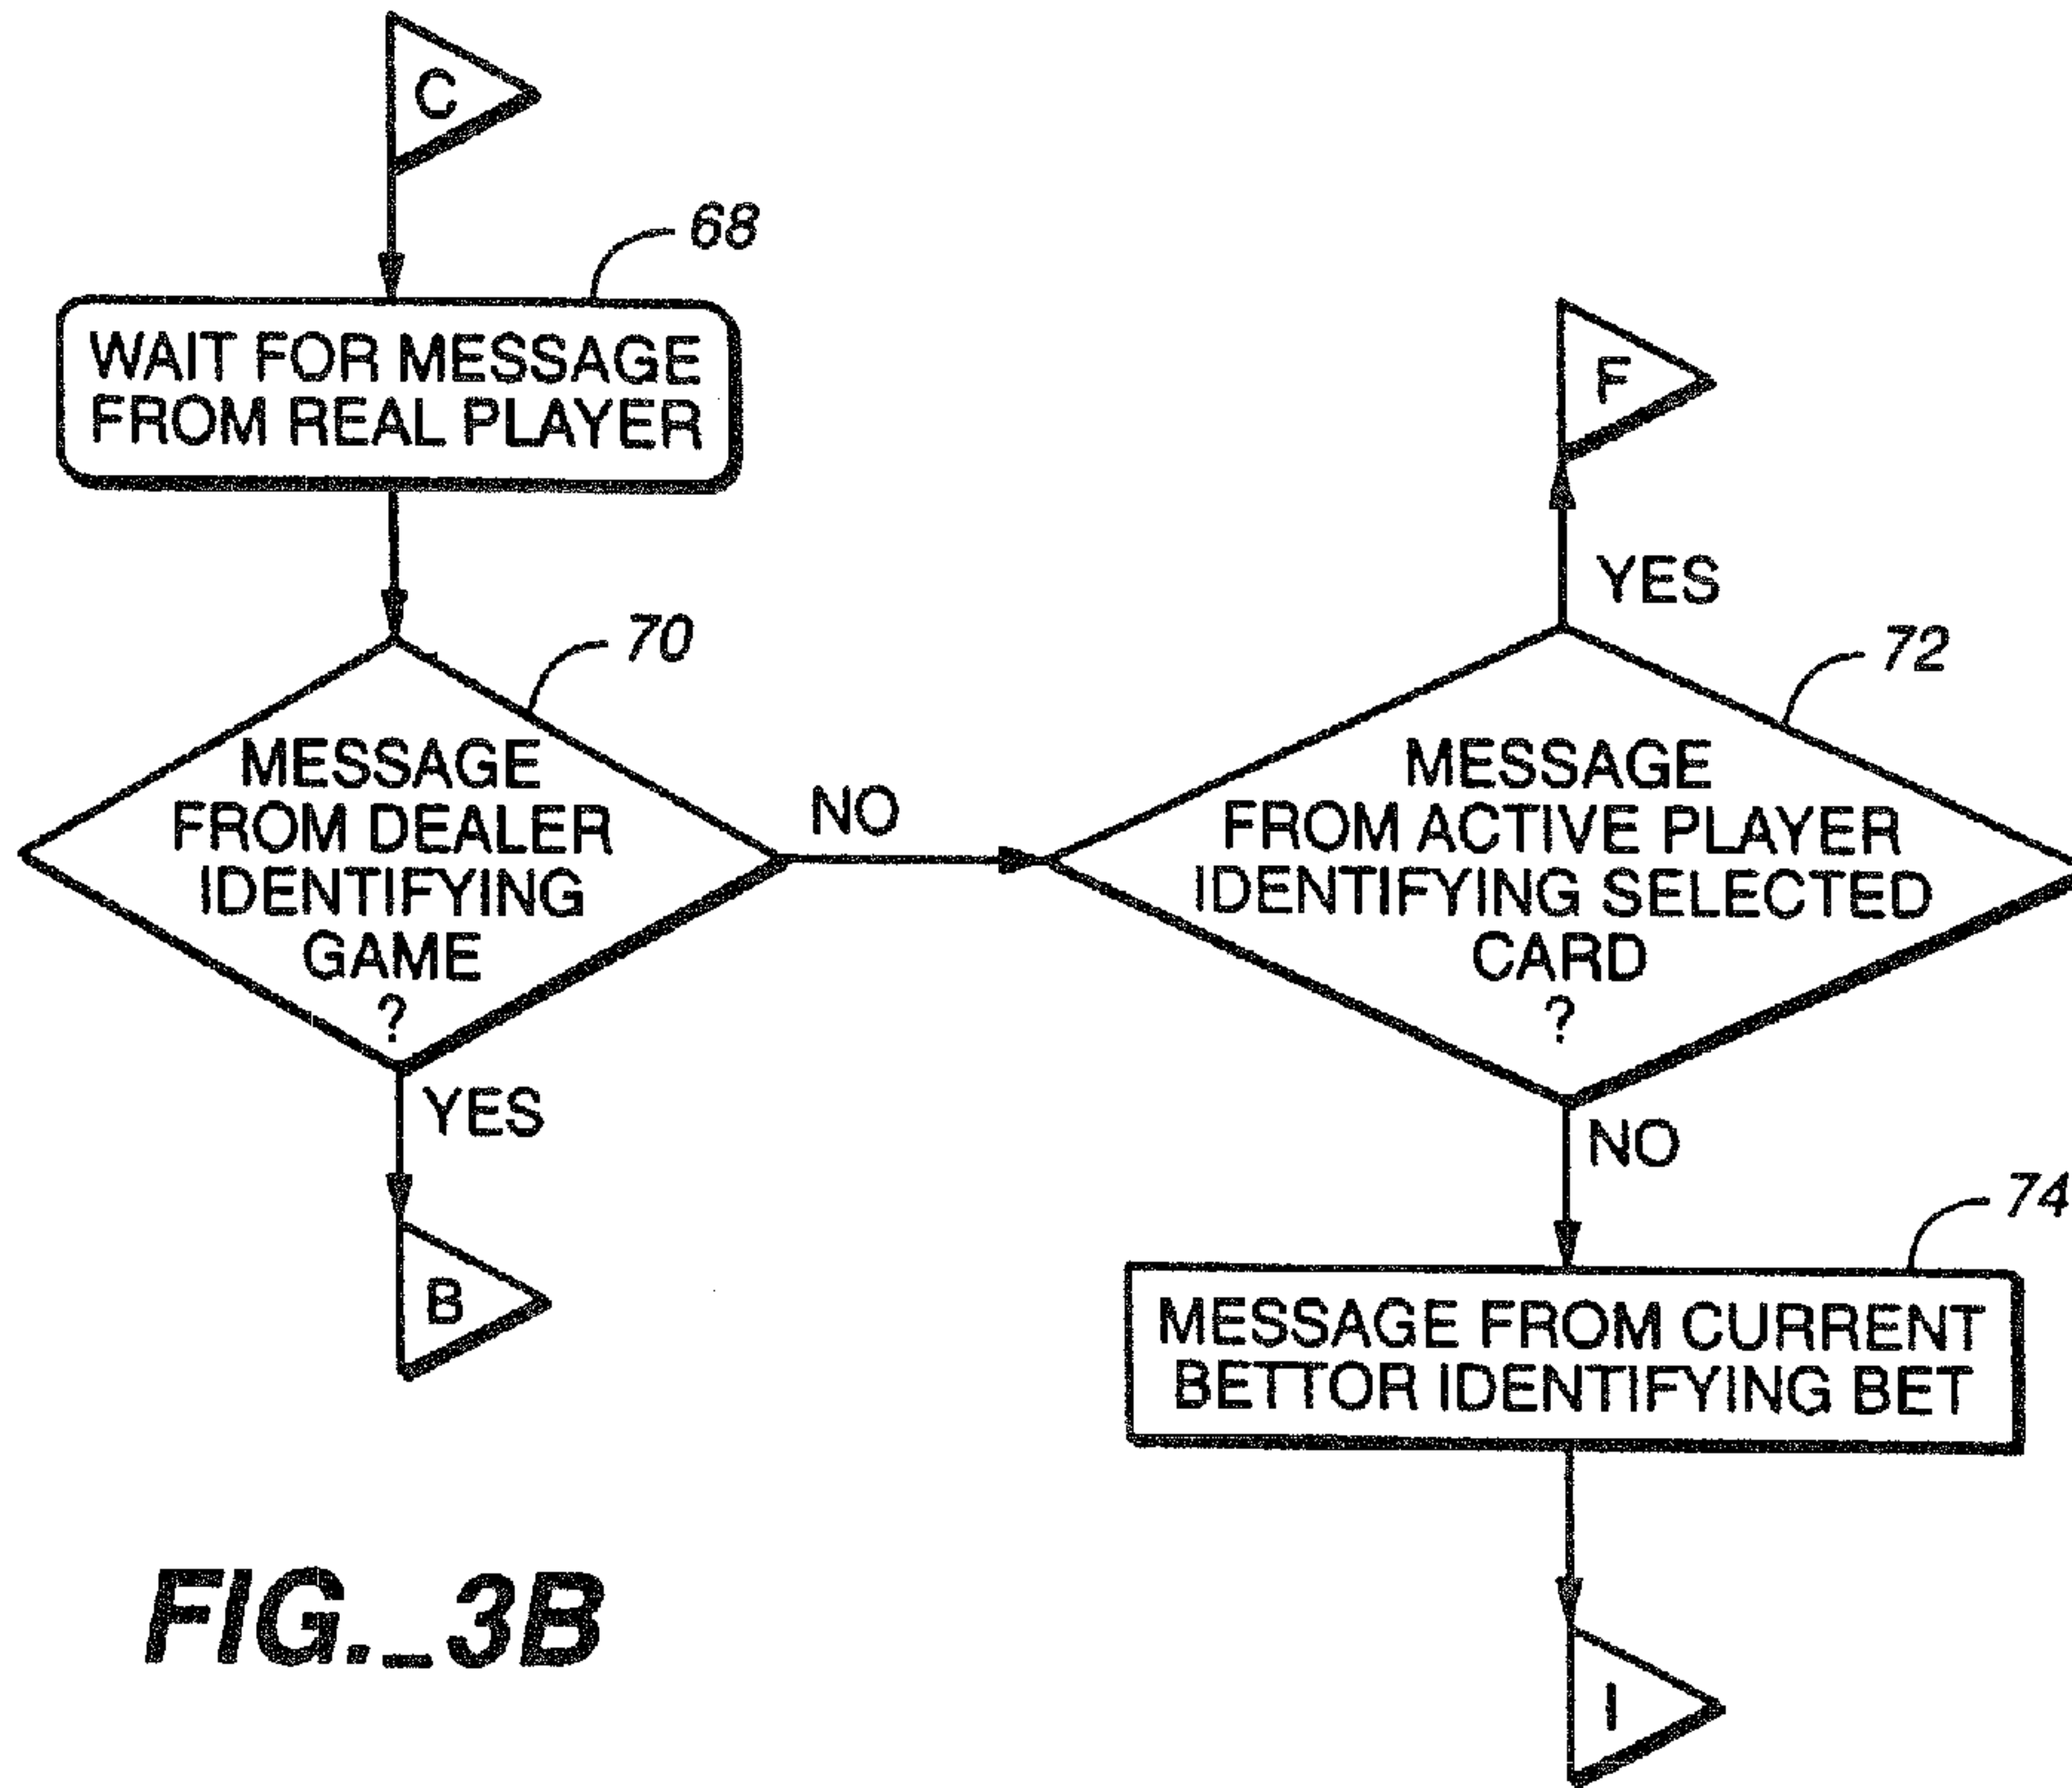 C
68
WAIT FOR MESSAGE
FROM REAL PLAYER
70
MESSAGE
FROM DEALER
IDENTIFYING
GAME
?
YES
B
NO
F
YES
72
MESSAGE
FROM ACTIVE PLAYER
IDENTIFYING SELECTED
CARD
?
NO
74
MESSAGE FROM CURRENT
BETTOR IDENTIFYING BET
I
FIG._3B